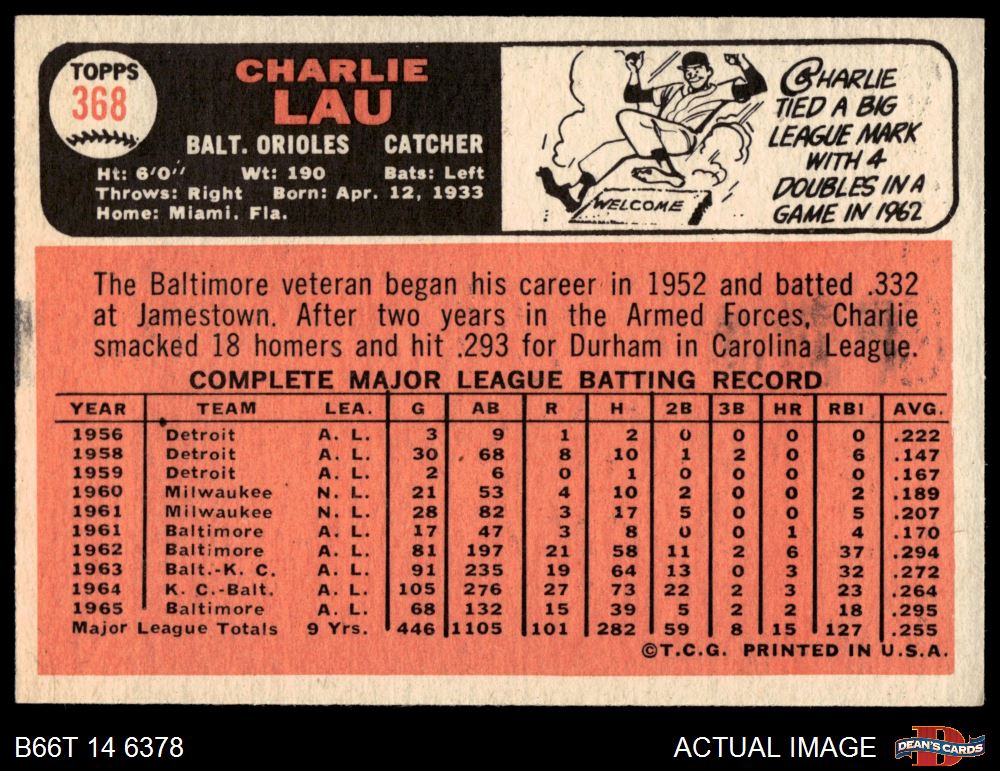 TOPPS
368
CHARLIE
LAU
BALT. ORIOLES CATCHER
Ht: 6'0" Wt: 190 Bats: Left
Throws: Right Born: Apr. 12, 1933
Home: Miami, Fla.
WELCOME
CHARLIE
TIED A BIG
LEAGUE MARK
WITH 4
DOUBLES IN A
GAME IN 1962
The Baltimore veteran began his career in 1952 and batted .332
at Jamestown. After two years in the Armed Forces, Charlie
smacked 18 homers and hit .293 for Durham in Carolina League.
COMPLETE MAJOR LEAGUE BATTING RECORD
YEAR TEAM LEA. G AB R H 2B 3B HR RBI AVG.
1956 Detroit A. L. 3 9 1 2 0 0 0 0 .222
1958 Detroit A. L. 30 68 8 10 1 2 0 6 .147
1959 Detroit A. L. 2 6 0 1 0 0 0 0 .167
1960 Milwaukee N. L. 21 53 4 10 2 0 0 2 .189
1961 Milwaukee N. L. 28 82 3 17 5 0 0 5 .207
1961 Baltimore A. L. 17 47 3 8 0 0 1 4 .170
1962 Baltimore A. L. 81 197 21 58 11 2 6 37 .294
1963 Balt.-K. C. A. L. 91 235 19 64 13 0 3 32 .272
1964 K. C.-Balt. A. L. 105 276 27 73 22 2 3 23 .264
1965 Baltimore A. L. 68 132 15 39 5 2 2 18 .295
Major League Totals 9 Yrs. 446 1105 101 282 59 8 15 127 .255
©T.C.G. PRINTED IN U.S.A.
B66T 14 6378
ACTUAL IMAGE
D
DEAN'S CARDS